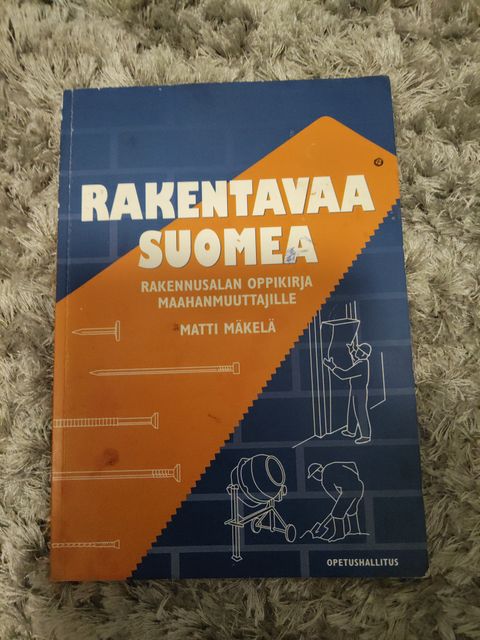 RAKENTAVAA
SUOMEA
RAKENNUSALAN OPPIKIRJA
MAAHANMUUTTAJILLE
MATTI MÄKELÄ
OPETUSHALLITUS